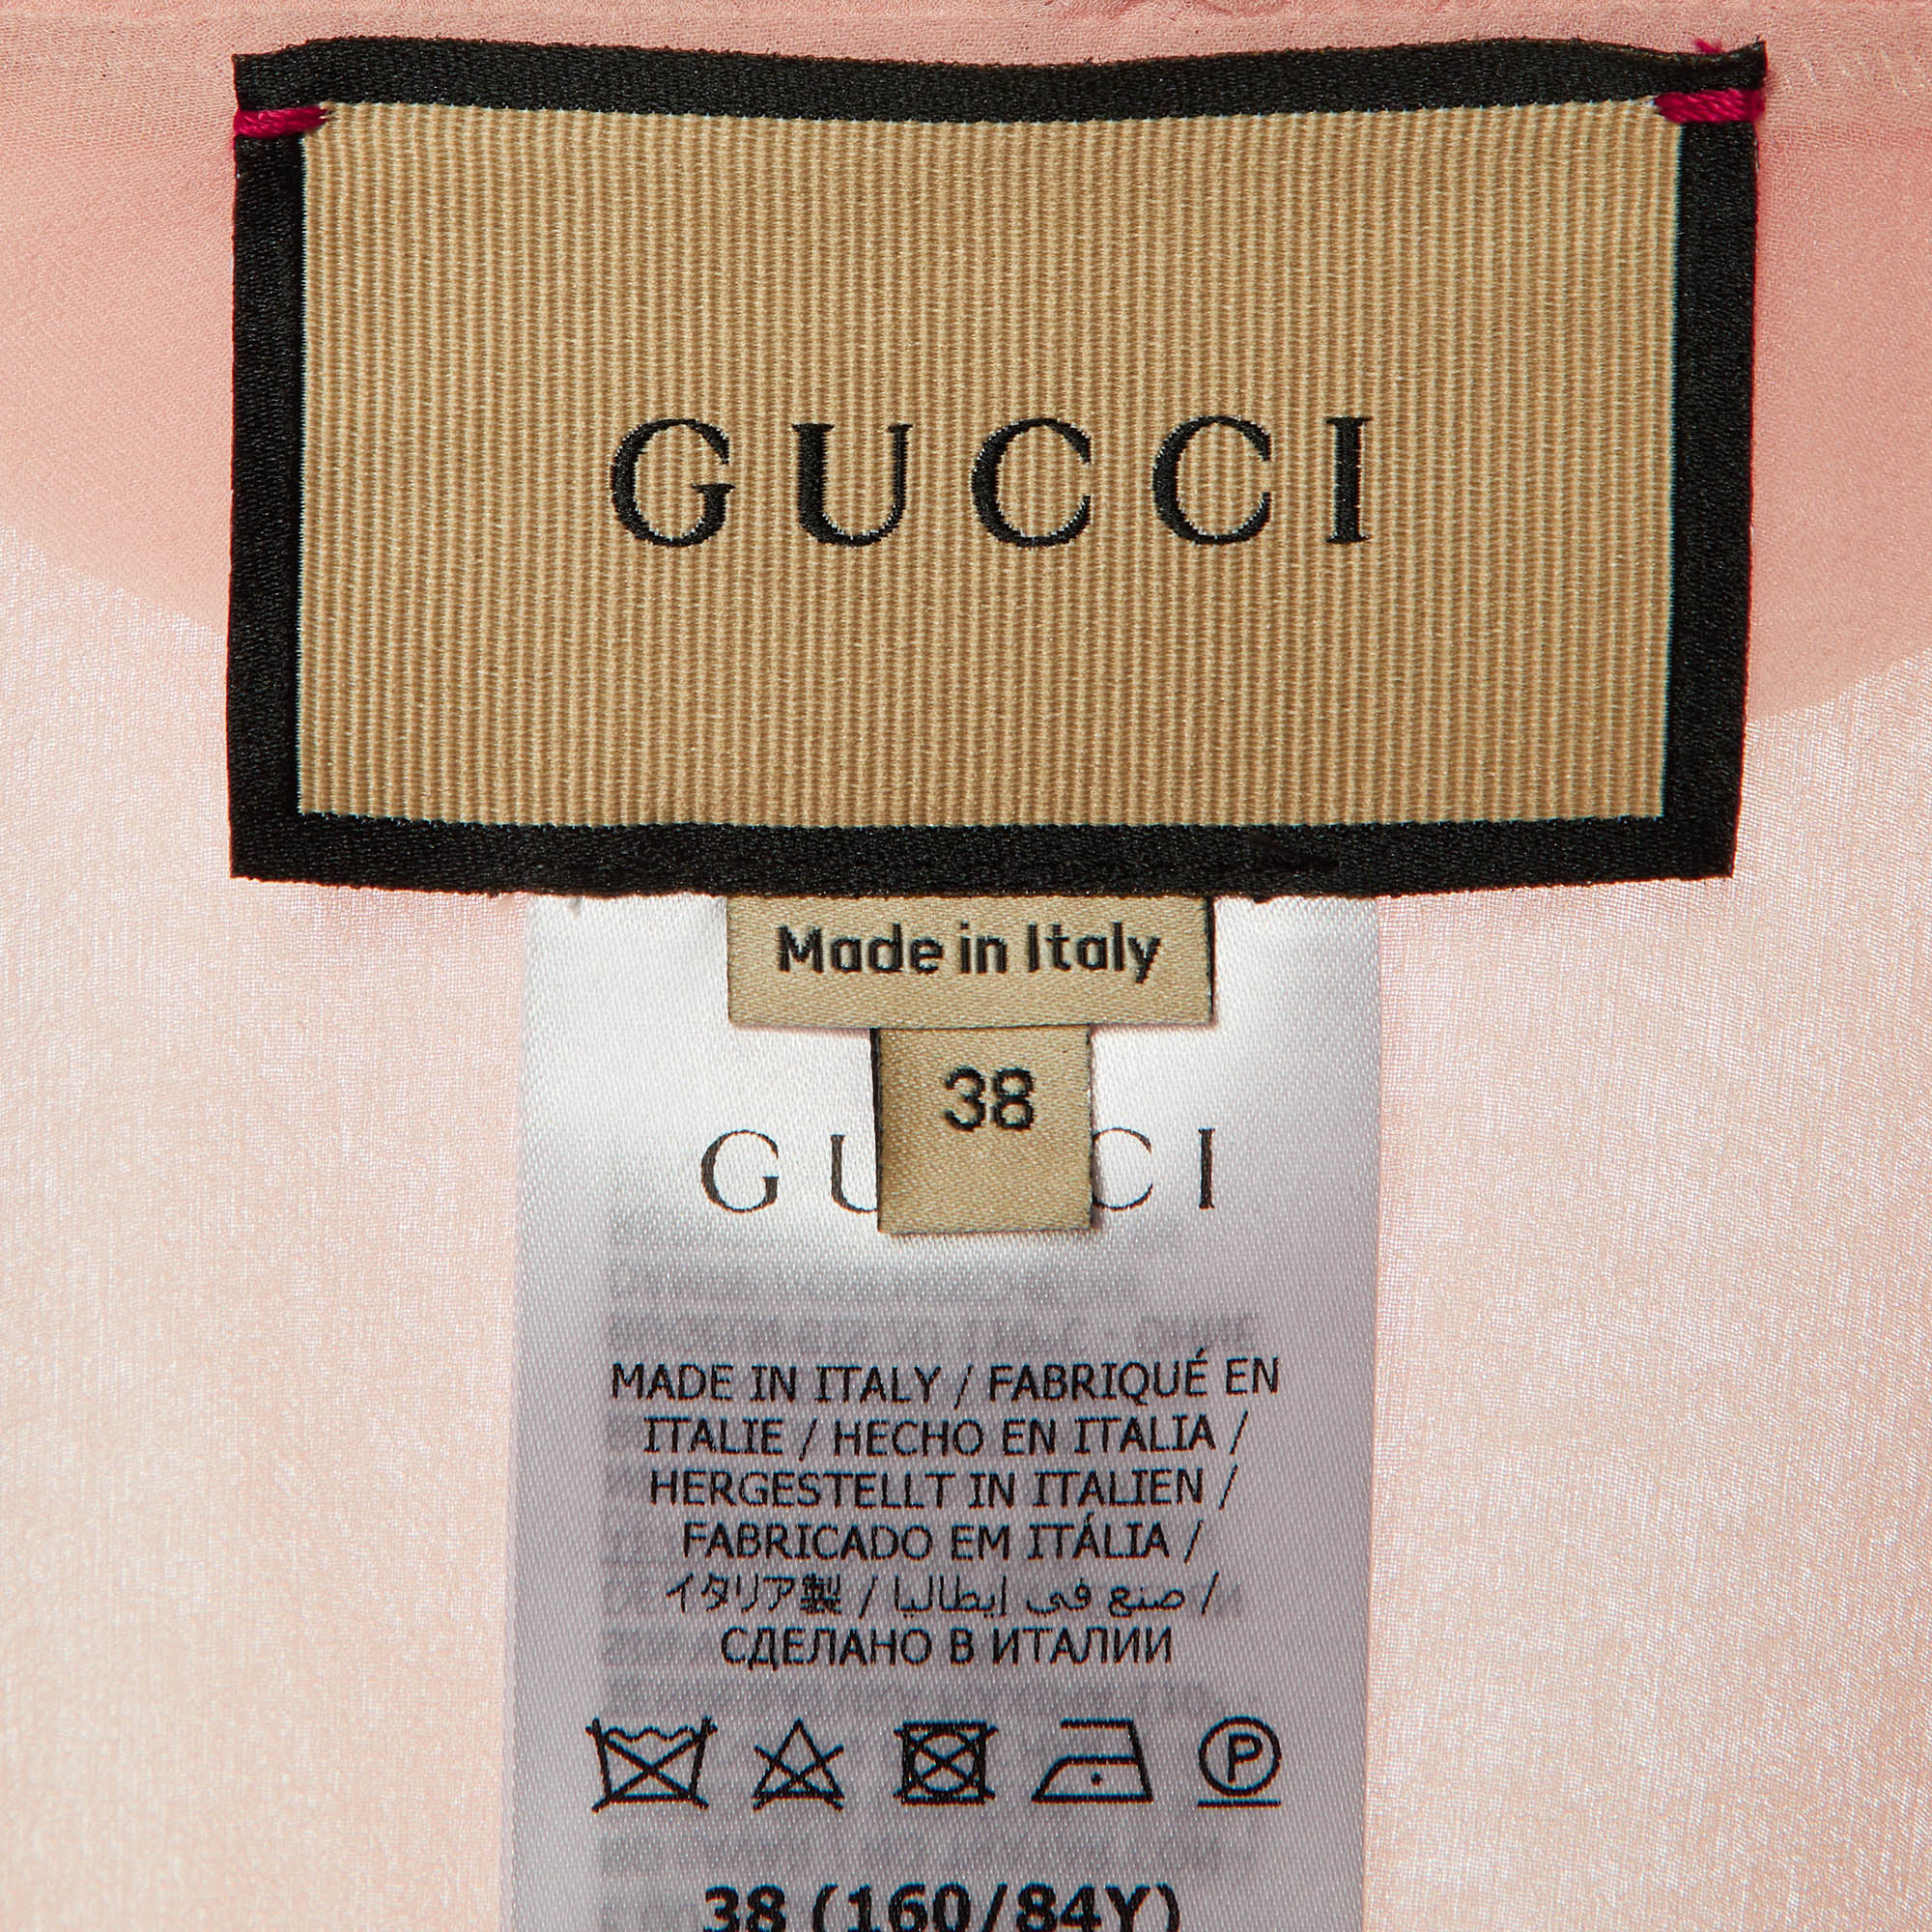 GUCCI
Made in Italy
38
GU CI
MADE IN ITALY / FABRIQUÉ EN
ITALIE / HECHO EN ITALIA /
HERGESTELLT IN ITALIEN /
FABRICADO EM ITÁLIA /
イタリア製 / صنع في إيطاليا /
СДЕЛАНО В ИТАЛИИ
P
38 (160/84Y)